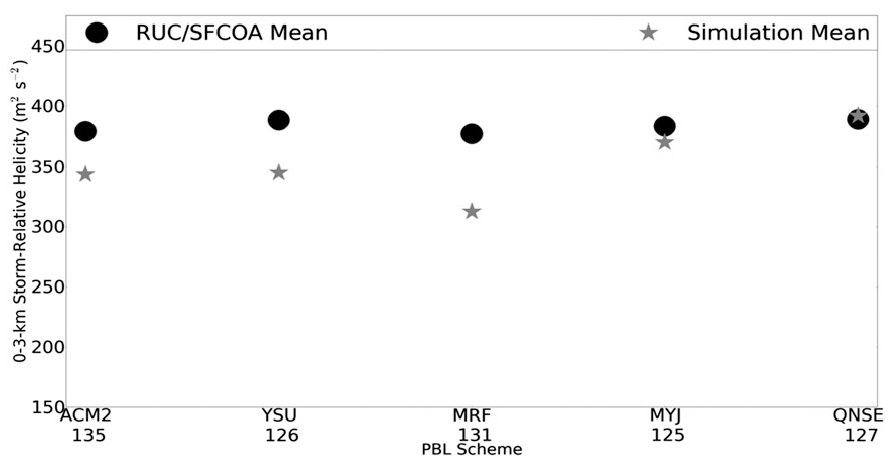 RUC/SFCOA Mean
Simulation Mean
0-3-km Storm-Relative Helicity (m² s⁻²)
450
400
350
300
250
200
150
ACM2 YSU MRF MYJ QNSE
135 126 131 125 127
PBL Scheme